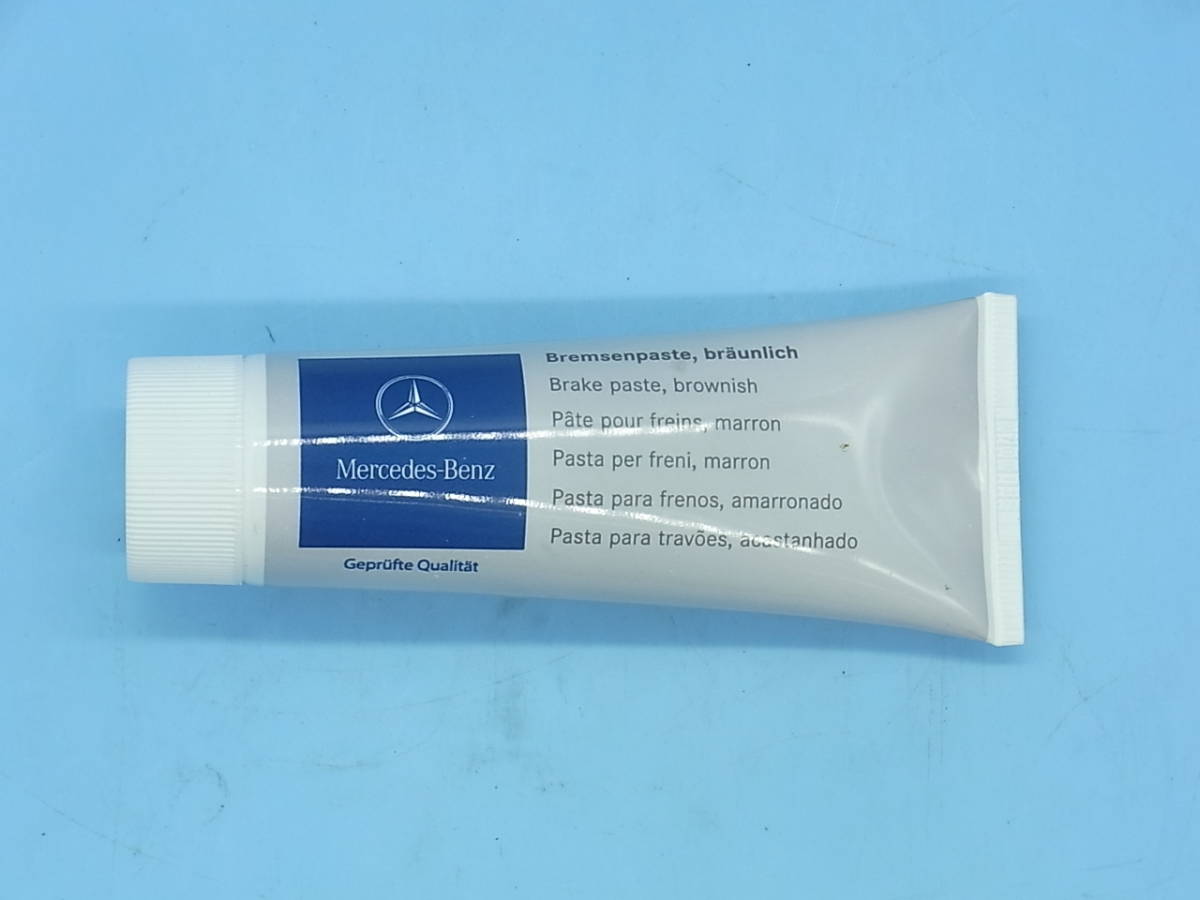 Mercedes-Benz
Geprüfte Qualität
Bremsenpaste, bräunlich
Brake paste, brownish
Pâte pour freins, marron
Pasta per freni, marron
Pasta para frenos, amarronado
Pasta para travões, acastanhado